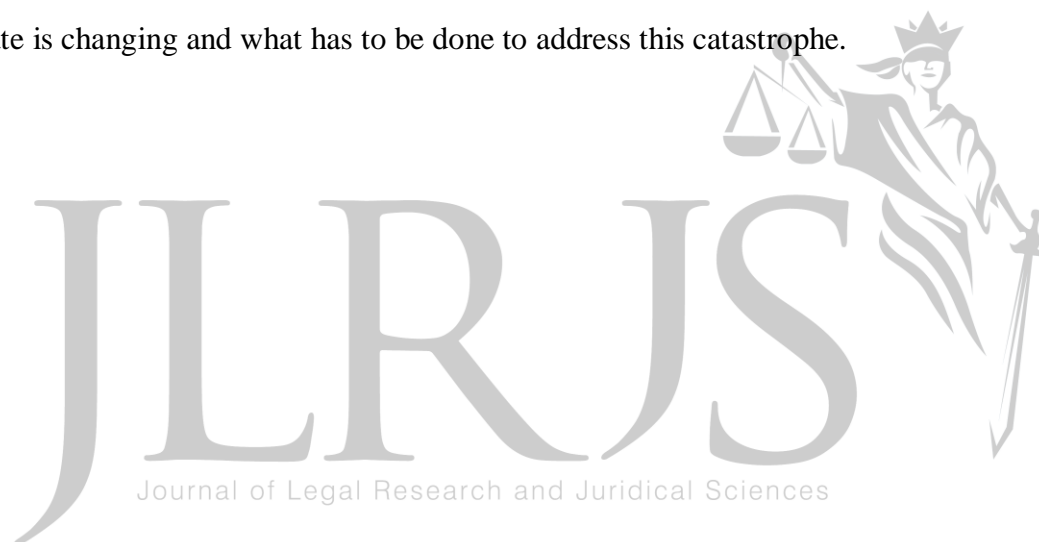 te is changing and what has to be done to address this catastrophe.
JLRJS
Journal of Legal Research and Juridical Sciences